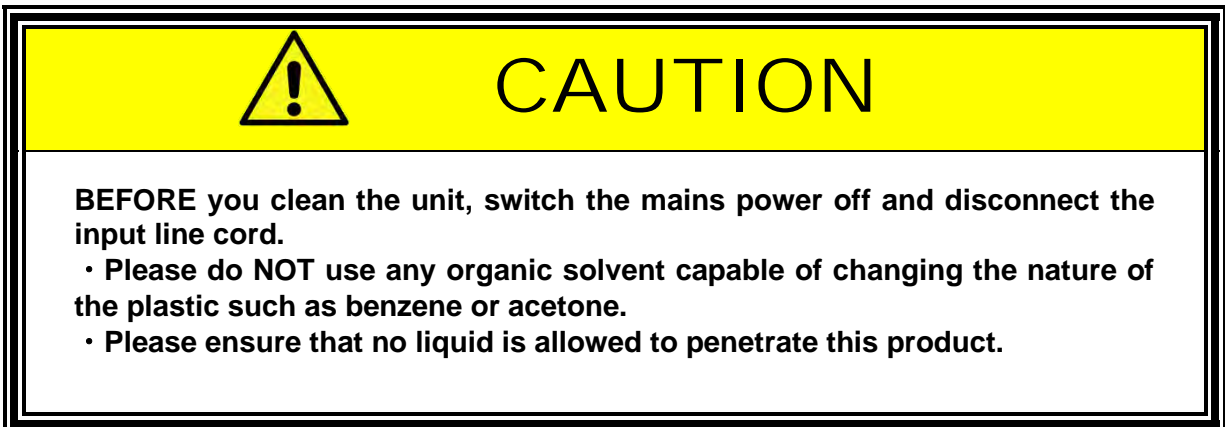 CAUTION
BEFORE you clean the unit, switch the mains power off and disconnect the
input line cord.
・Please do NOT use any organic solvent capable of changing the nature of
the plastic such as benzene or acetone.
・Please ensure that no liquid is allowed to penetrate this product.